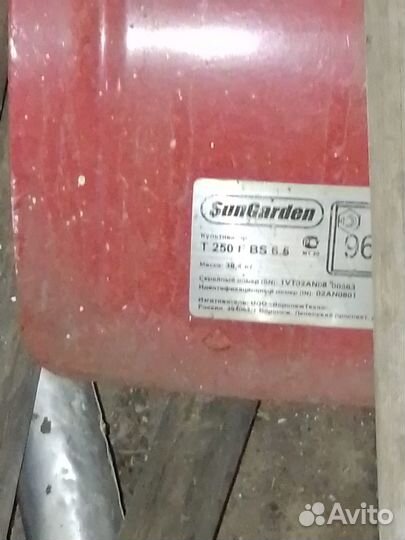 SunGarden
Культиватор
T 250 F BS 6.5
96
Масса: 38,4 кг
Серийный номер (SN): 1VT02AN08 00363
Идентификационный номер (IN): 02AN0801
Изготовитель: ООО «ВоронежТехно»
Россия, Воронеж, Ленинский проспект,
Avito